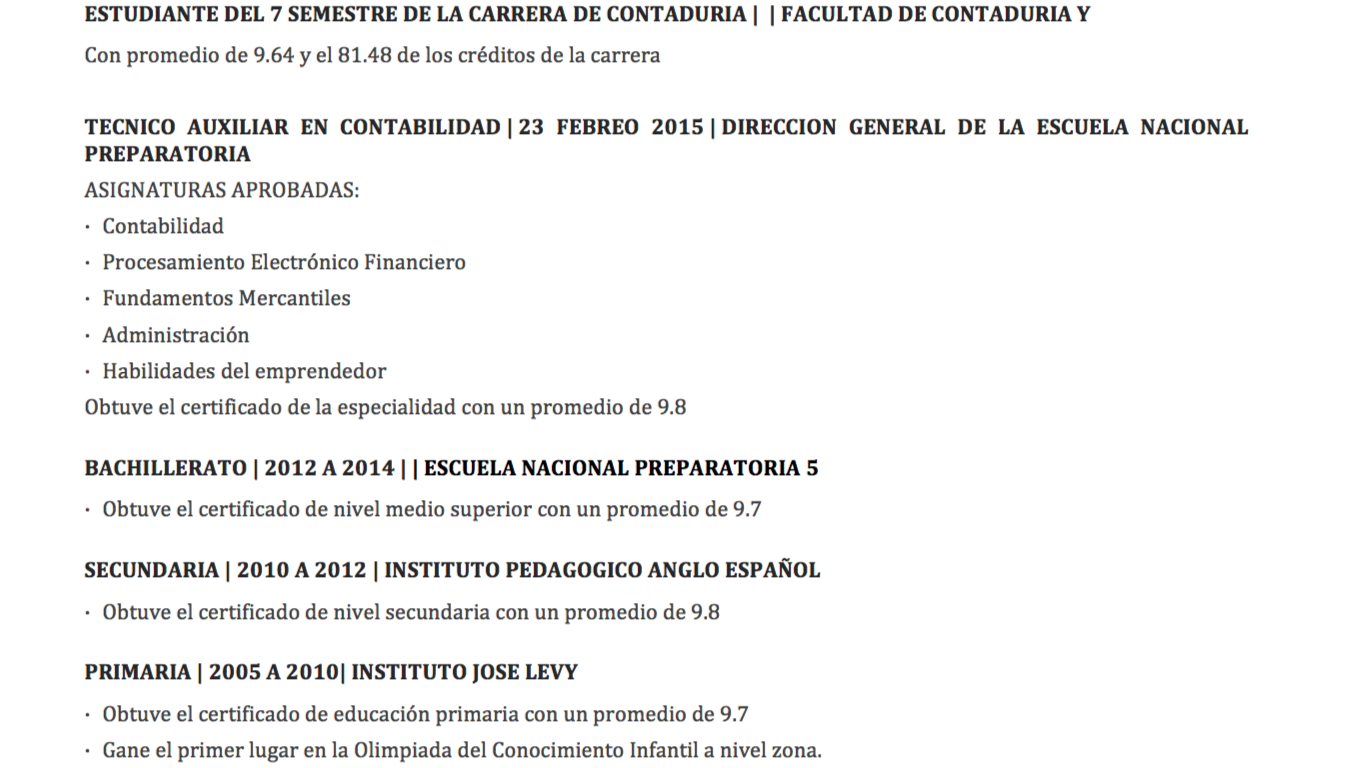 ESTUDIANTE DEL 7 SEMESTRE DE LA CARRERA DE CONTADURIA | | FACULTAD DE CONTADURIA Y
Con promedio de 9.64 y el 81.48 de los créditos de la carrera
TECNICO AUXILIAR EN CONTABILIDAD | 23 FEBREO 2015 | DIRECCION GENERAL DE LA ESCUELA NACIONAL
PREPARATORIA
ASIGNATURAS APROBADAS:
· Contabilidad
· Procesamiento Electrónico Financiero
· Fundamentos Mercantiles
· Administración
· Habilidades del emprendedor
Obtuve el certificado de la especialidad con un promedio de 9.8
BACHILLERATO | 2012 A 2014 | | ESCUELA NACIONAL PREPARATORIA 5
· Obtuve el certificado de nivel medio superior con un promedio de 9.7
SECUNDARIA | 2010 A 2012 | INSTITUTO PEDAGOGICO ANGLO ESPAÑOL
· Obtuve el certificado de nivel secundaria con un promedio de 9.8
PRIMARIA | 2005 A 2010| INSTITUTO JOSE LEVY
· Obtuve el certificado de educación primaria con un promedio de 9.7
· Gane el primer lugar en la Olimpiada del Conocimiento Infantil a nivel zona.